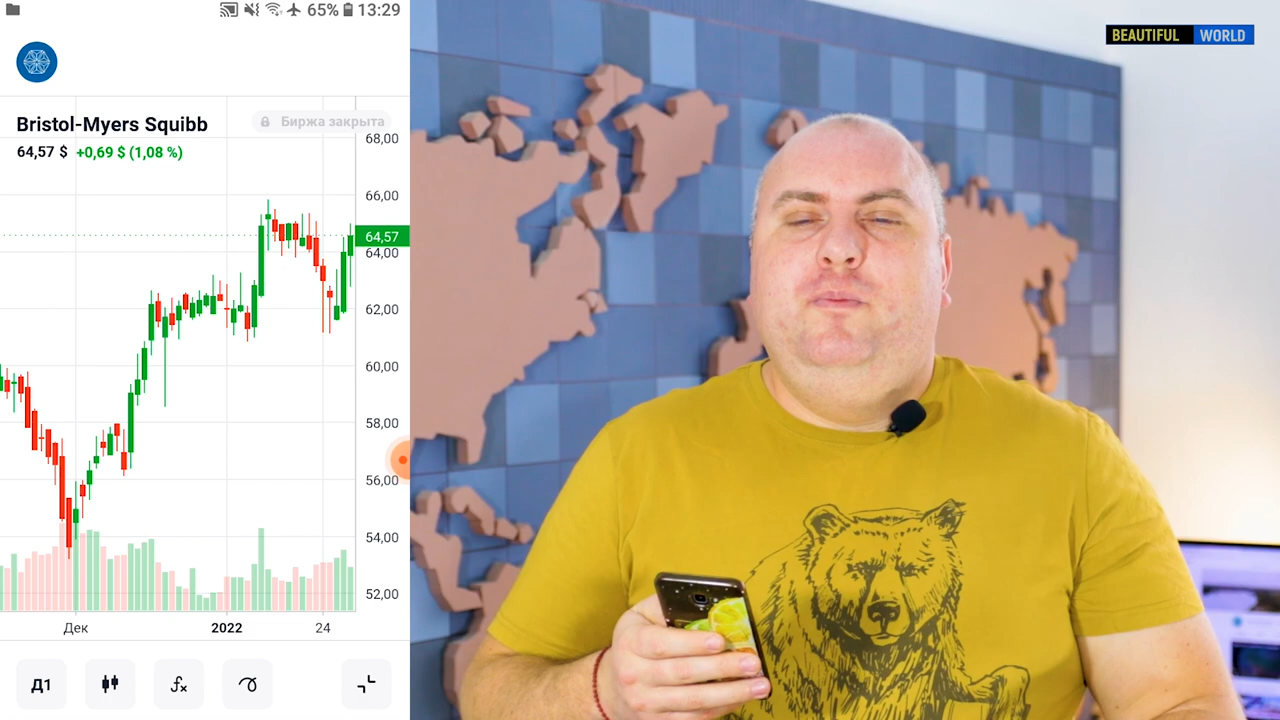 65% 13:29
BEAUTIFUL WORLD
Bristol-Myers Squibb
Биржа закрыта
64,57 $ +0,69 $ (1,08 %)
68,00
66,00
64,57
64,00
62,00
60,00
58,00
56,00
54,00
52,00
Дек 2022 24
Д1